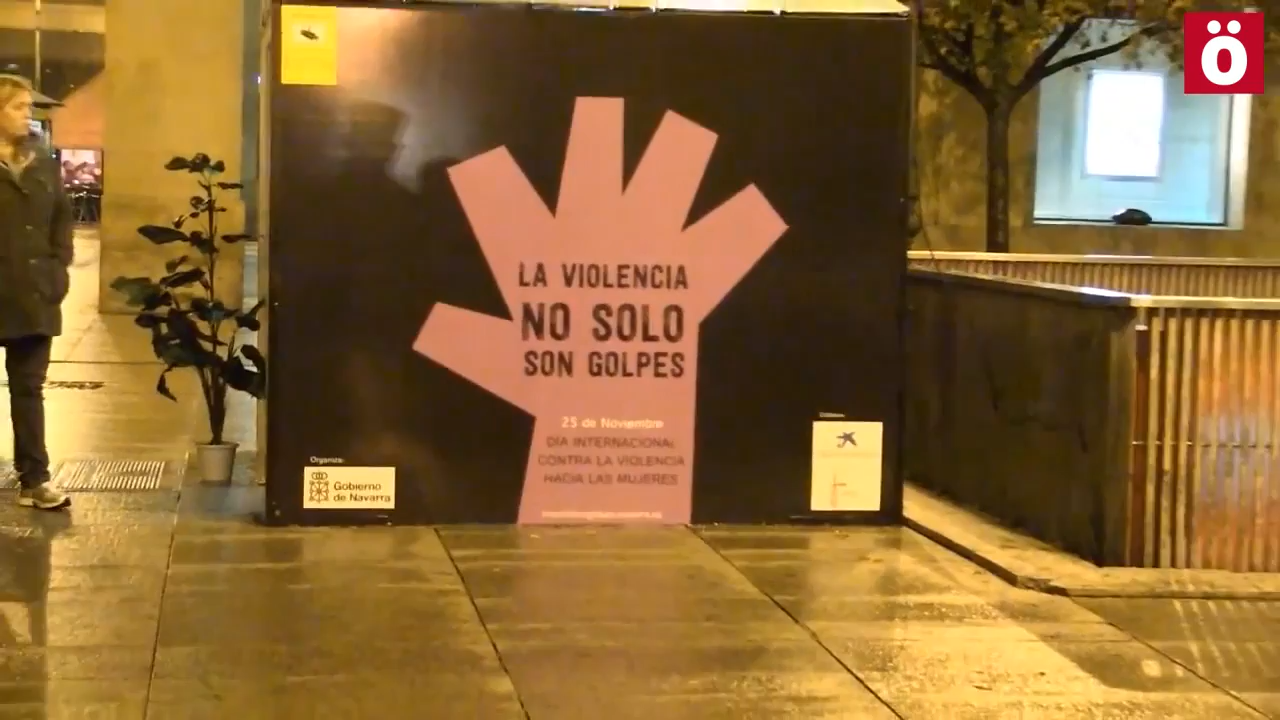 ö
LA VIOLENCIA
NO SOLO
SON GOLPES
25 de Noviembre
DÍA INTERNACIONAL
CONTRA LA VIOLENCIA
HACIA LAS MUJERES
Organiza:
Gobierno
de Navarra